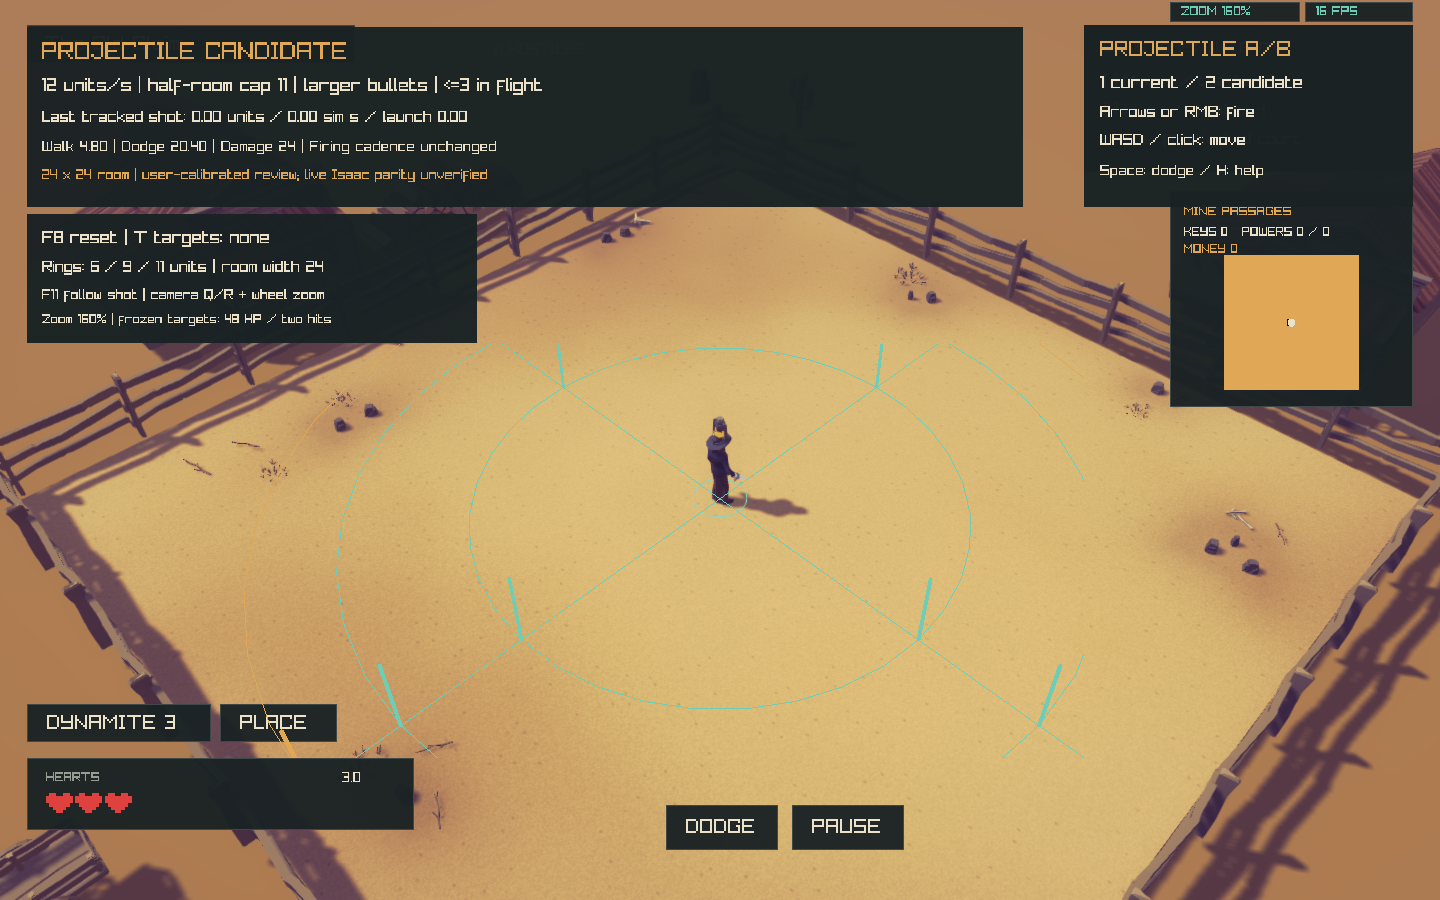 ZOOM 160%
16 FPS
PROJECTILE CANDIDATE
12 units/s | half-room cap 11 | larger bullets | <=3 in flight
Last tracked shot: 0.00 units / 0.00 sim s / launch 0.00
Walk 4.80 | Dodge 20.40 | Damage 24 | Firing cadence unchanged
24 x 24 room | user-calibrated review; live Isaac parity unverified
PROJECTILE A/B
1 current / 2 candidate
Arrows or RMB: fire
WASD / click: move
Space: dodge / H: help
F8 reset | T targets: none
Rings: 6 / 9 / 11 units | room width 24
F11 follow shot | camera Q/R + wheel zoom
Zoom 160% | frozen targets: 48 HP / two hits
MINE PASSAGES
KEYS 0 POWERS 0 / 0
MONEY 0
DYNAMITE 3
PLACE
HEARTS 3.0
DODGE
PAUSE